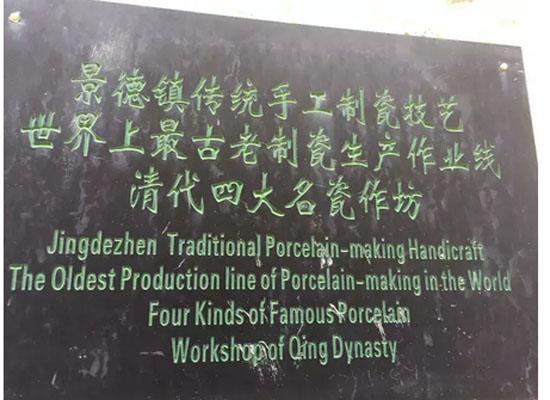 景德镇传统手工制瓷技艺
世界上最古老制瓷生产作业线
清代四大名瓷作坊
Jingdezhen Traditional Porcelain-making Handicraft
The Oldest Production line of Porcelain-making in the World
Four Kinds of Famous Porcelain
Workshop of Qing Dynasty